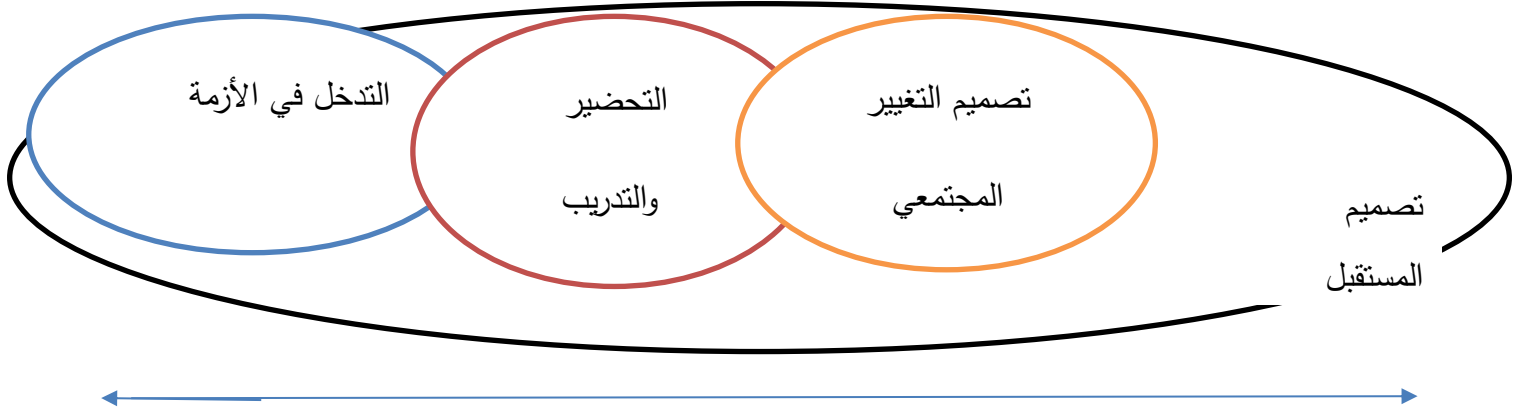 تصميم
المستقبل
تصميم التغيير
المجتمعي
التحضير
والتدريب
التدخل في الأزمة